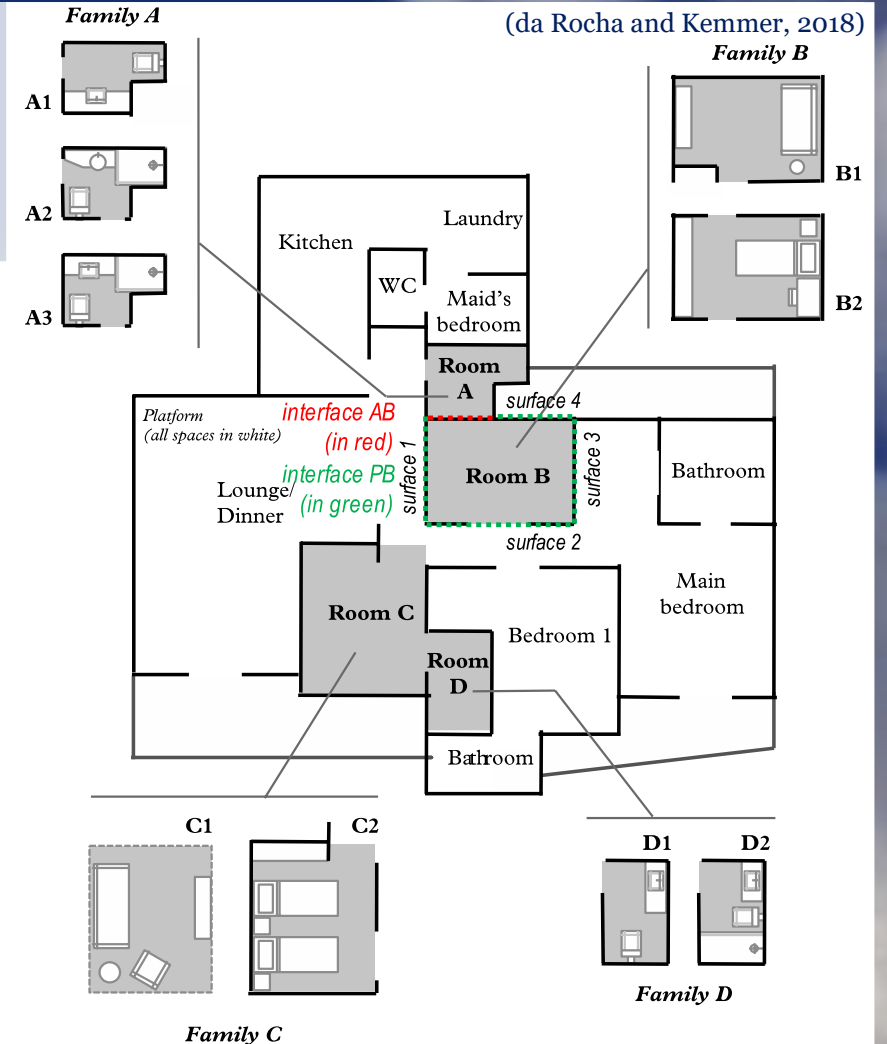 Family A
(da Rocha and Kemmer, 2018)
Family B
A1
A2
A3
B1
B2
Kitchen
Laundry
WC
Maid's
bedroom
Room
A
Platform
(all spaces in white)
interface AB
(in red)
interface PB
(in green)
surface 1
surface 4
surface 3
surface 2
Lounge/
Dinner
Room B
Bathroom
Main
bedroom
Room C
Bedroom 1
Room
D
Bathroom
C1
C2
D1
D2
Family D
Family C